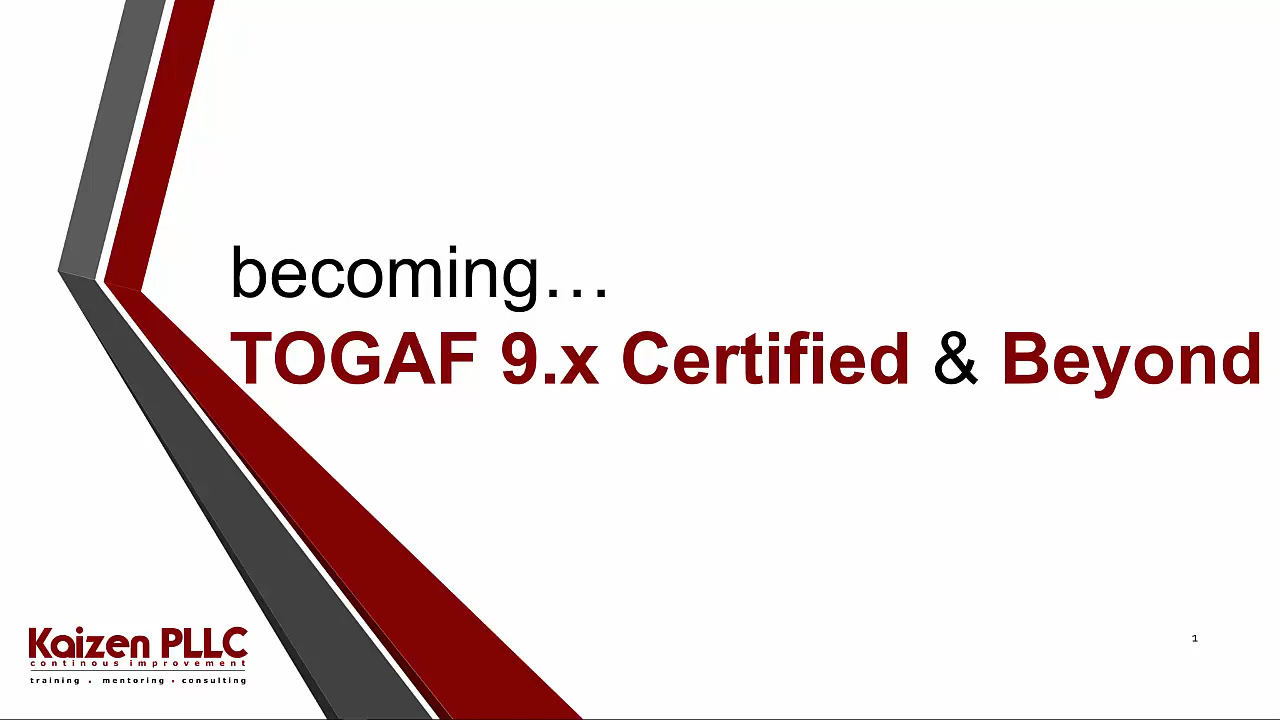 becoming…
TOGAF 9.x Certified & Beyond
Kaizen PLLC
continous improvement
training . mentoring . consulting
1